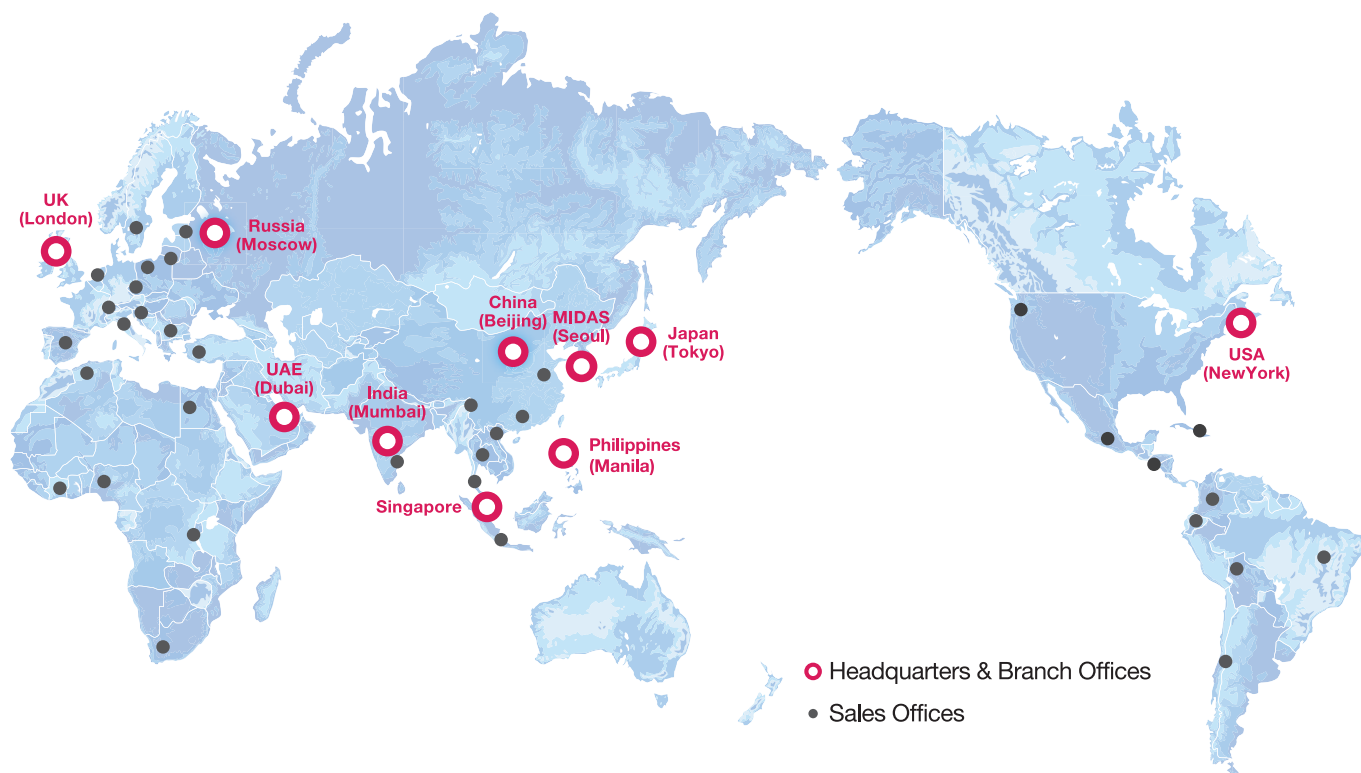 UK
(London)
Russia
(Moscow)
China
(Beijing)
MIDAS
(Seoul)
Japan
(Tokyo)
USA
(NewYork)
UAE
(Dubai)
India
(Mumbai)
Philippines
(Manila)
Singapore
Headquarters & Branch Offices
Sales Offices